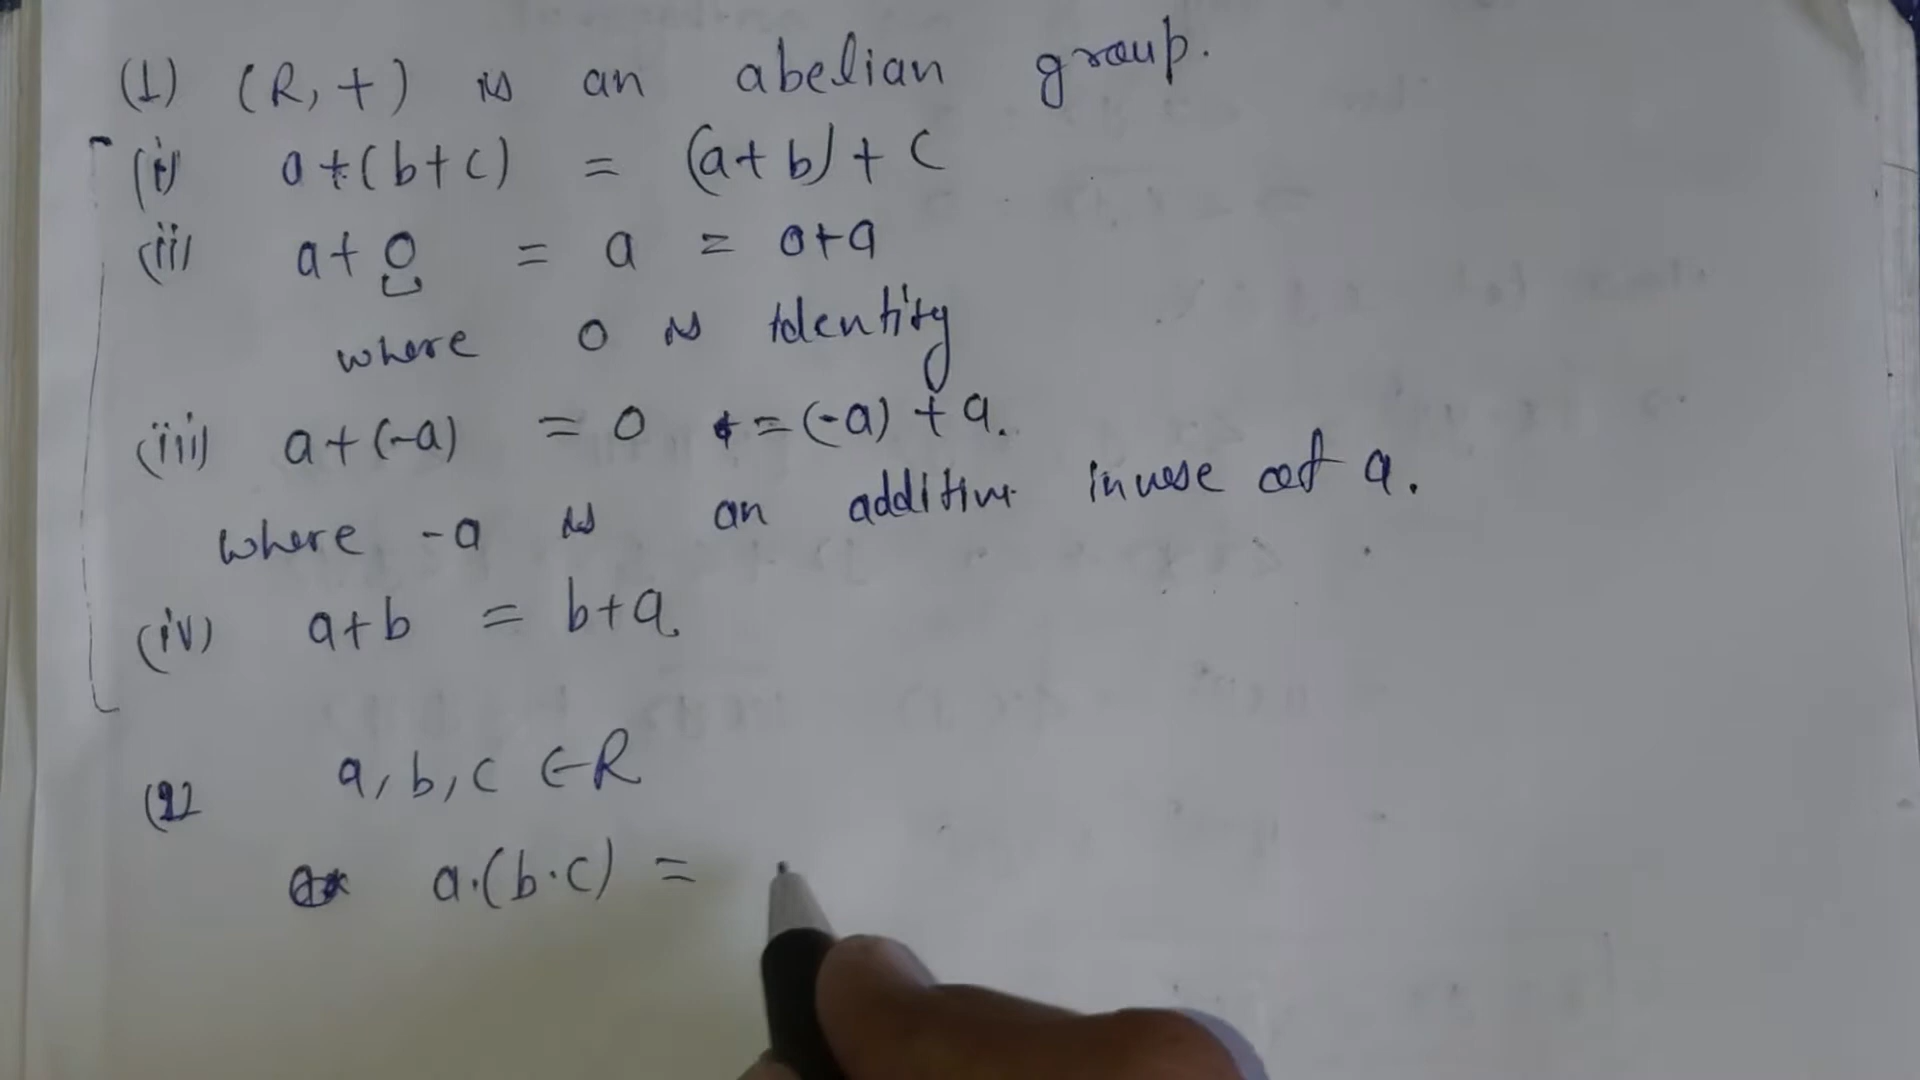 (1) (R, +) is an abelian group.
(i) a+(b+c) = (a+b)+c
(ii) a+0 = a = 0+a
where 0 is identity
(iii) a+(-a) = 0 = (-a)+a.
where -a is an additive invese of a.
(iv) a+b = b+a
(2) a, b, c ∈ R
a·(b·c) =